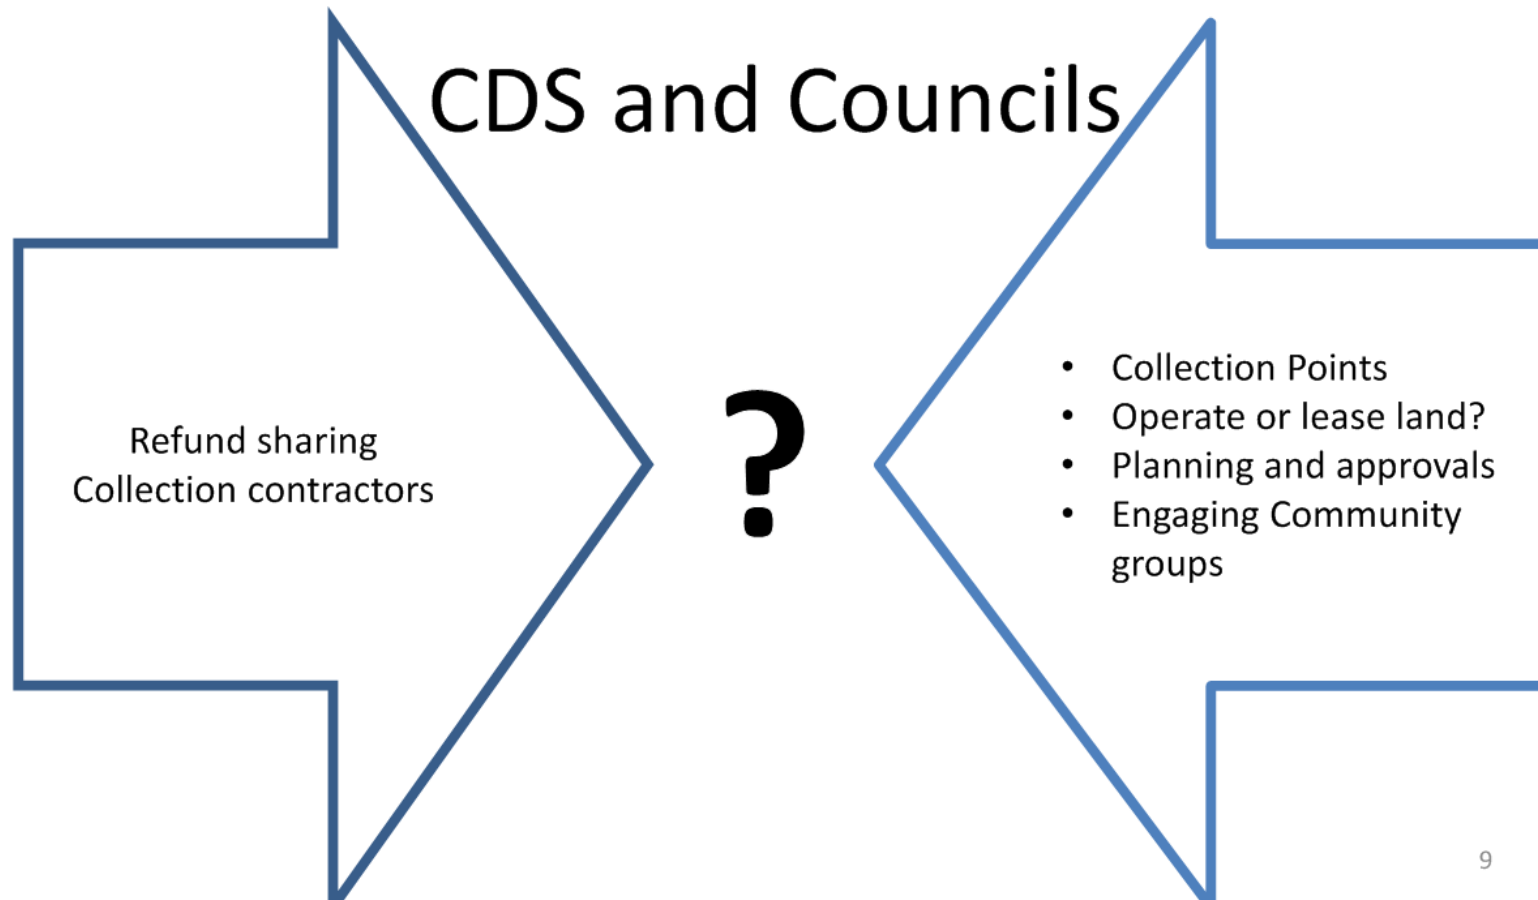 CDS and Councils
Refund sharing
Collection contractors
?
• Collection Points
• Operate or lease land?
• Planning and approvals
• Engaging Community
groups
9